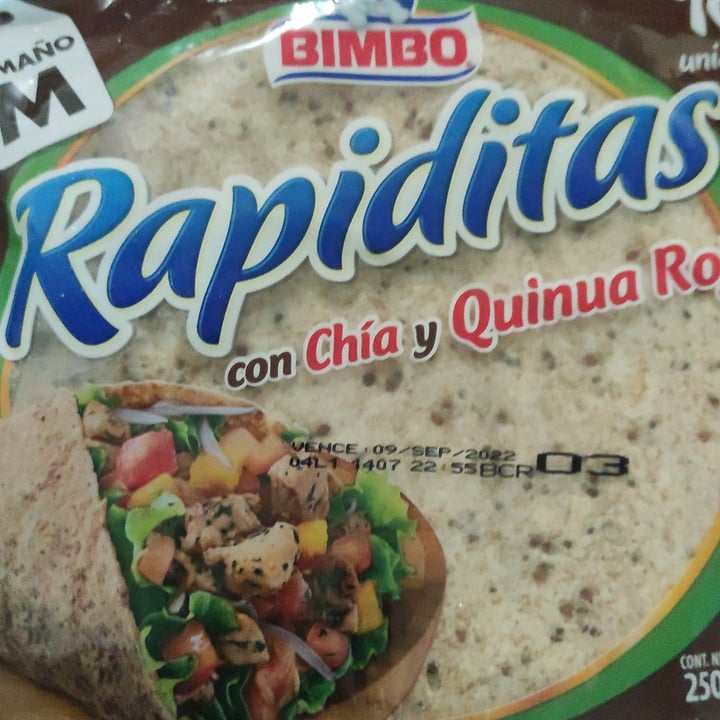 BIMBO
MAÑO
M
Rapiditas
con Chía y Quinua Ro
VENCE:09/SEP/2022
04L1 1407 22:55BCR 03
CONT. N
250